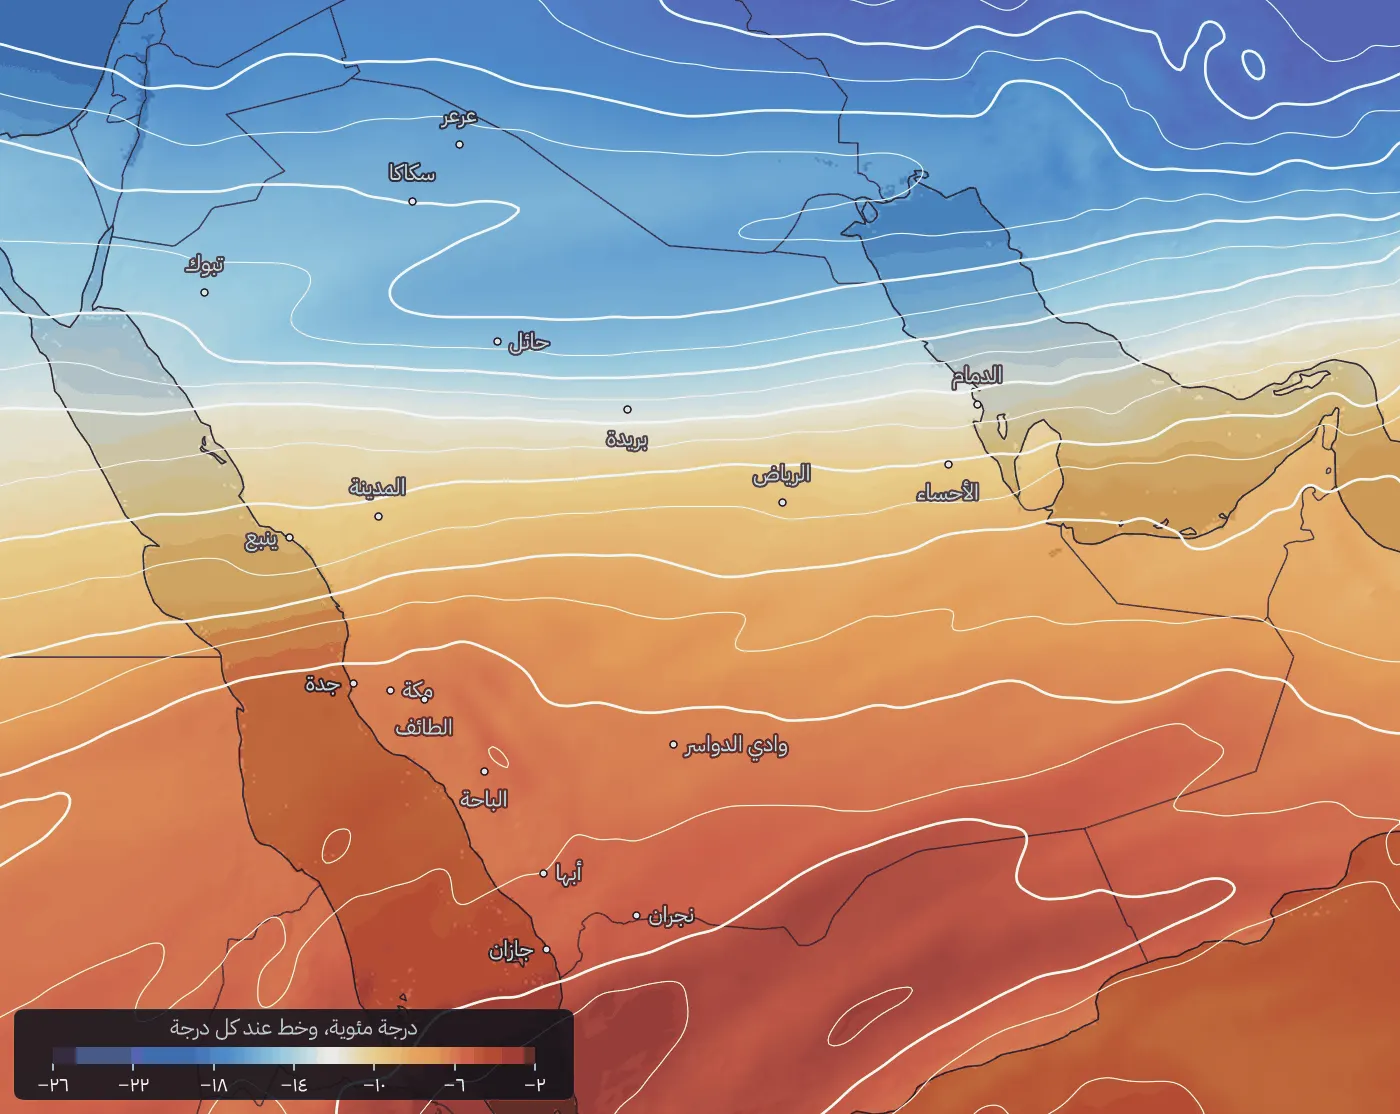 عرعر
سكاكا
تبوك
حائل
الدمام
بريدة
الرياض
المدينة
الأحساء
ينبع
جدة
مكة
الطائف
وادي الدواسر
الباحة
أبها
نجران
جازان
درجة مئوية، وخط عند كل درجة
−٢٦ −٢٢ −١٨ −١٤ −١٠ −٦ −٢